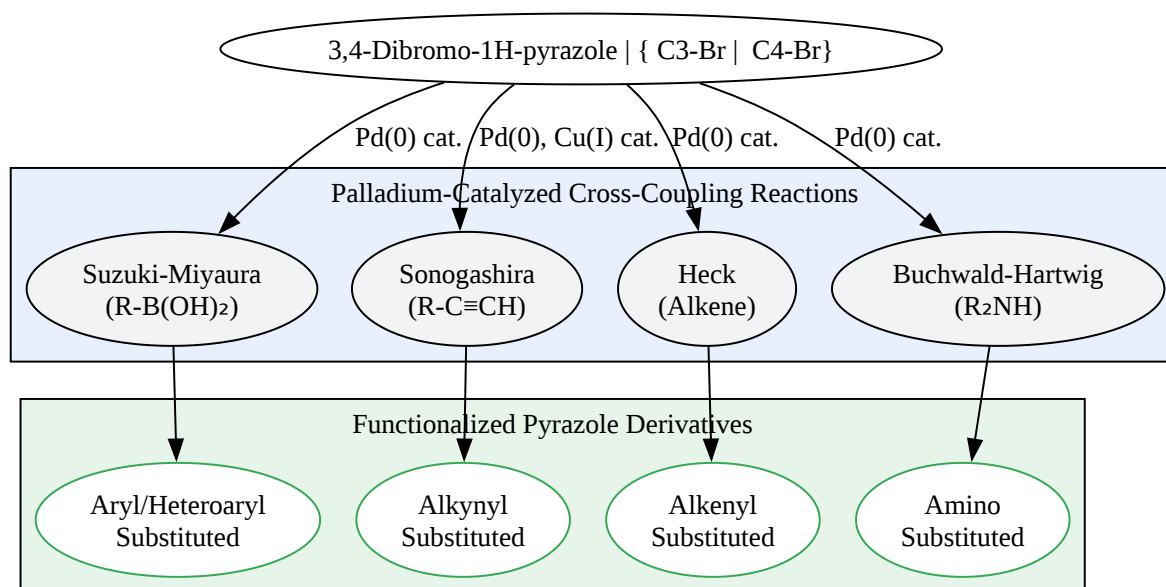 3,4-Dibromo-1H-pyrazole | { C3-Br |  C4-Br}
Pd(0) cat.
Pd(0), Cu(I) cat.
Pd(0) cat.
Pd(0) cat.
Palladium-Catalyzed Cross-Coupling Reactions
Suzuki-Miyaura
(R-B(OH)₂)
Sonogashira
(R-C≡CH)
Heck
(Alkene)
Buchwald-Hartwig
(R₂NH)
Functionalized Pyrazole Derivatives
Aryl/Heteroaryl
Substituted
Alkynyl
Substituted
Alkenyl
Substituted
Amino
Substituted